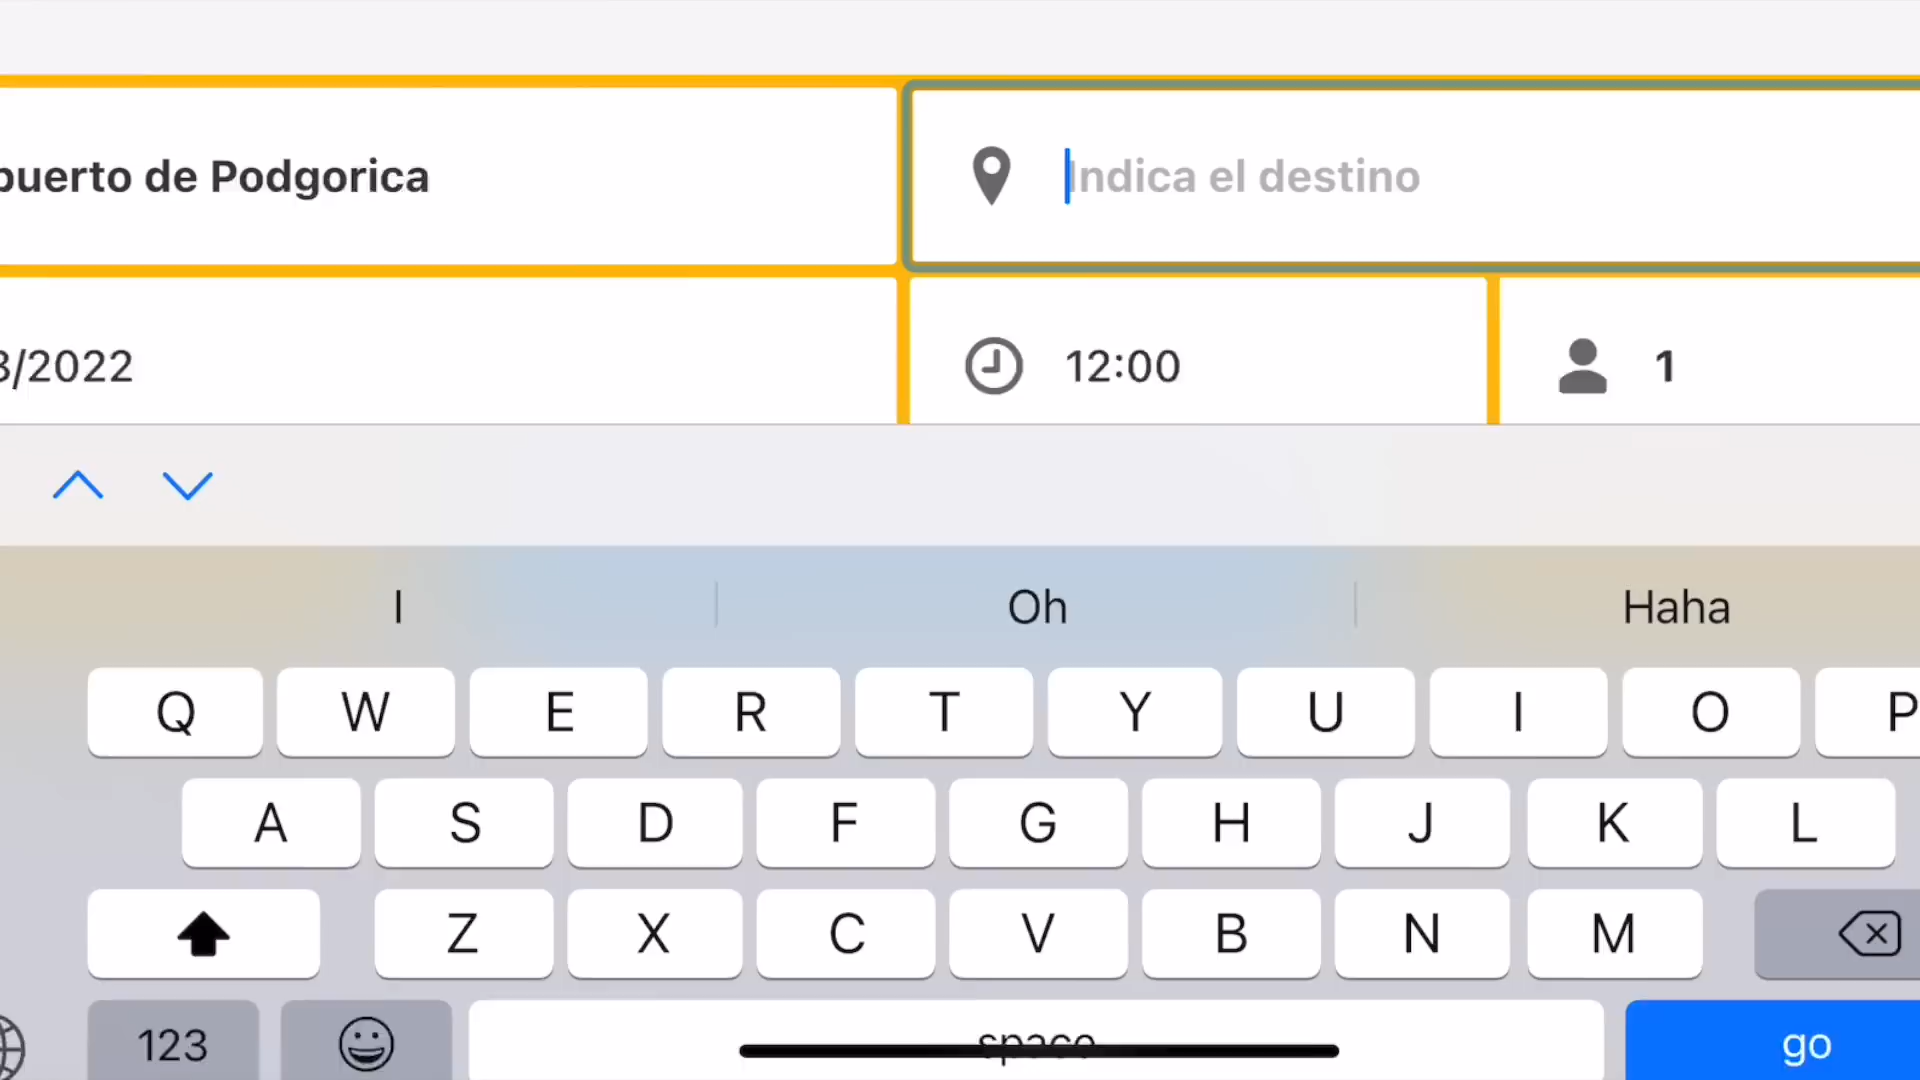 puerto de Podgorica
Indica el destino
3/2022
12:00
1
I
Oh
Haha
Q W E R T Y U I O P
A S D F G H J K L
Z X C V B N M
123
space
go